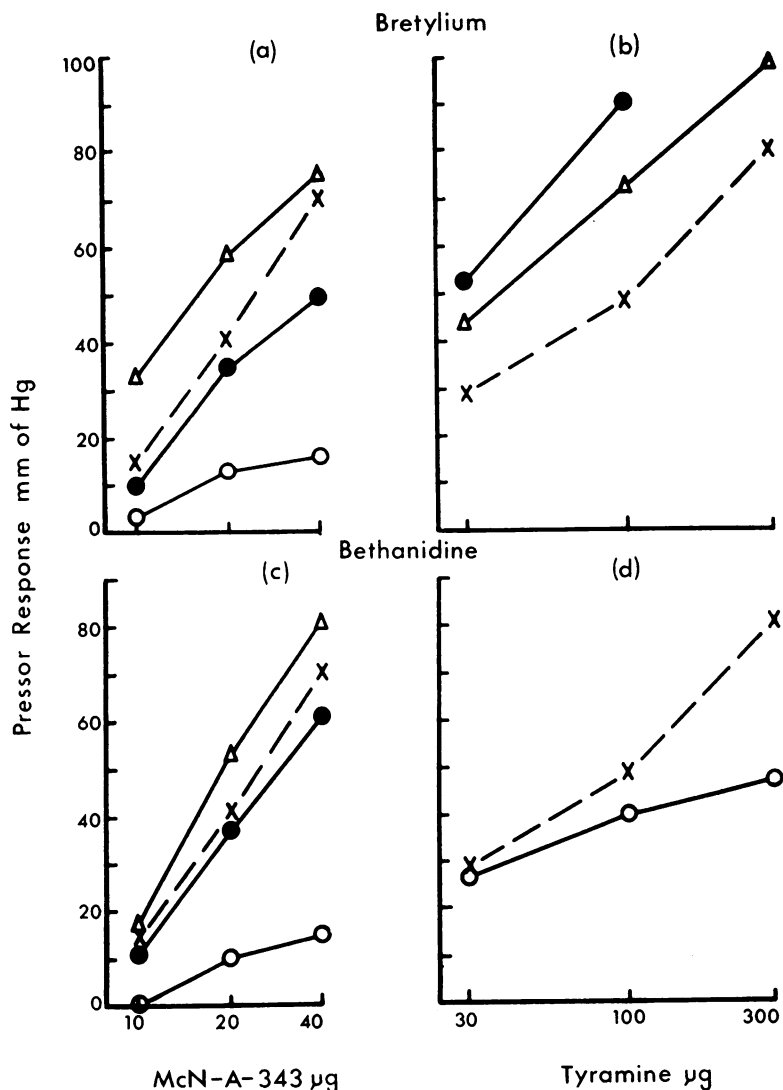 Bretylium
(a)
(b)
100
80
60
40
20
0
Pressor Response mm of Hg
Bethanidine
(c)
(d)
80
60
40
20
0
10 20 40
30 100 300
McN-A-343 µg
Tyramine µg